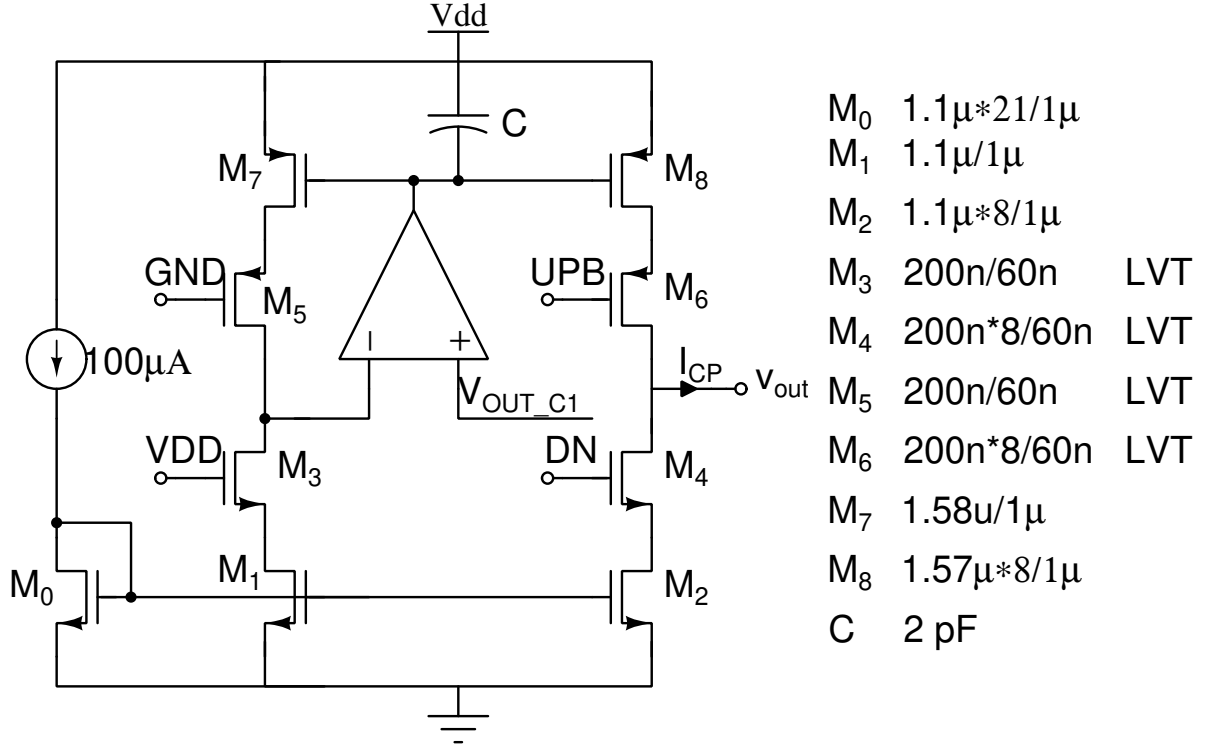 Vdd
C
M₇
M₈
GND
UPB
M₅
M₆
− +
100μA
I_CP
V_OUT_C1
v_out
VDD
DN
M₃
M₄
M₀
M₁
M₂
M₀ 1.1μ*21/1μ
M₁ 1.1μ/1μ
M₂ 1.1μ*8/1μ
M₃ 200n/60n LVT
M₄ 200n*8/60n LVT
M₅ 200n/60n LVT
M₆ 200n*8/60n LVT
M₇ 1.58u/1μ
M₈ 1.57μ*8/1μ
C 2 pF